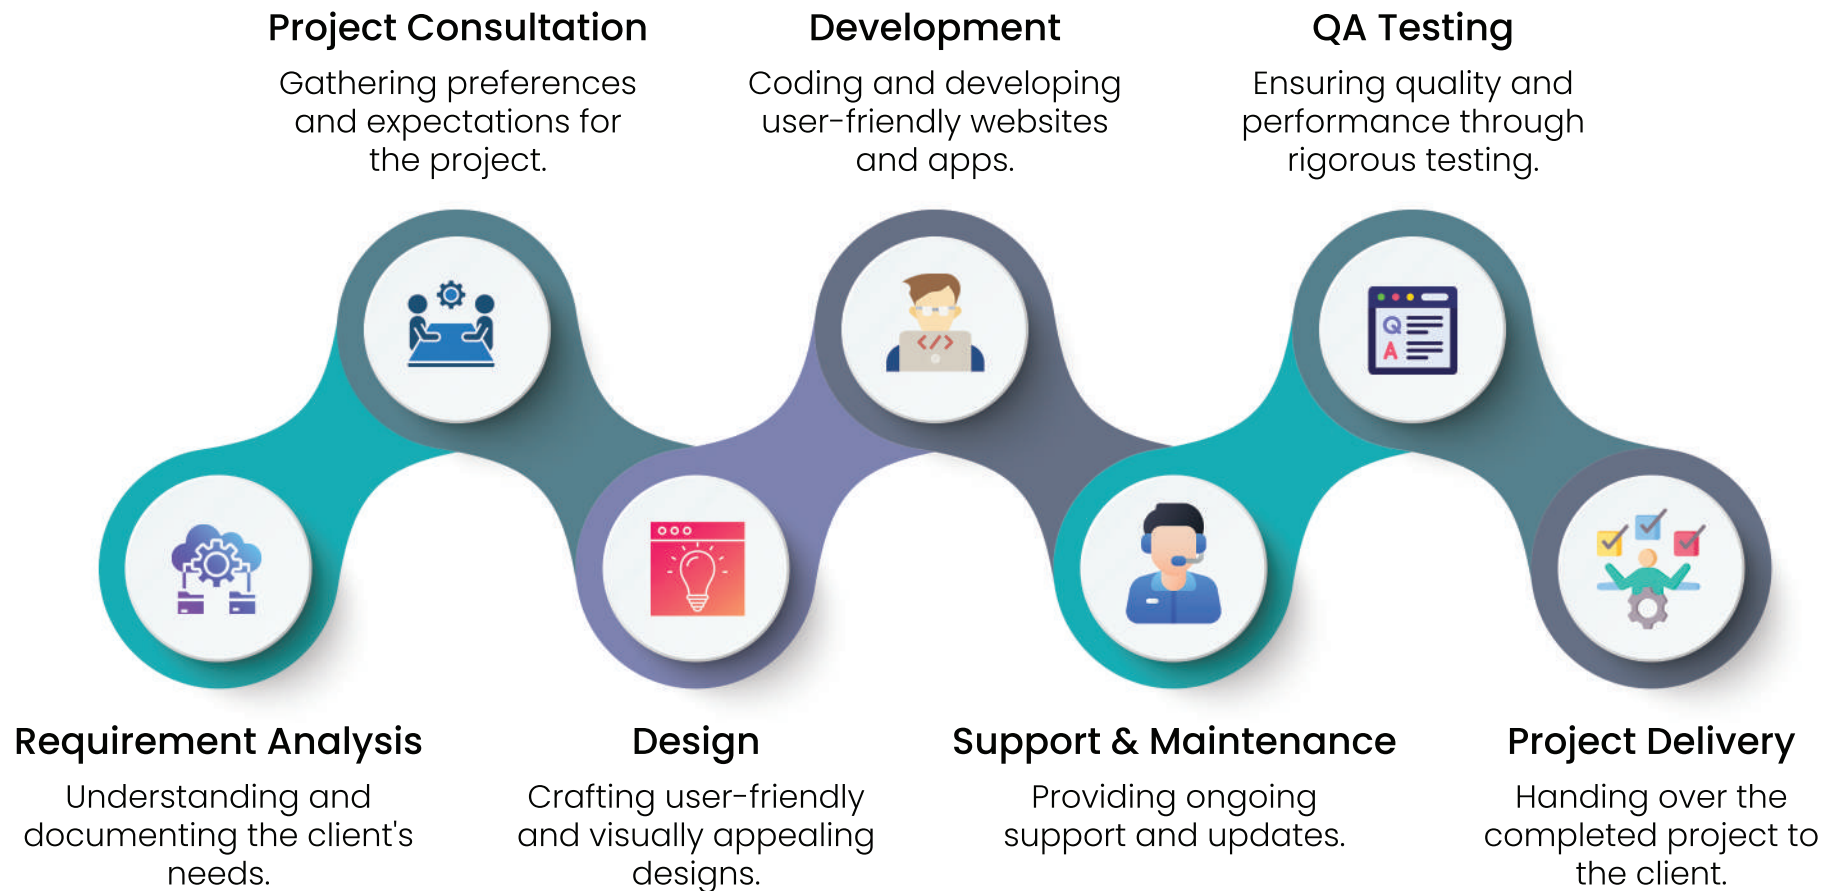 Project Consultation
Gathering preferences
and expectations for
the project.
Development
Coding and developing
user-friendly websites
and apps.
QA Testing
Ensuring quality and
performance through
rigorous testing.
</>
Q
A
Requirement Analysis
Understanding and
documenting the client's
needs.
Design
Crafting user-friendly
and visually appealing
designs.
Support & Maintenance
Providing ongoing
support and updates.
Project Delivery
Handing over the
completed project to
the client.